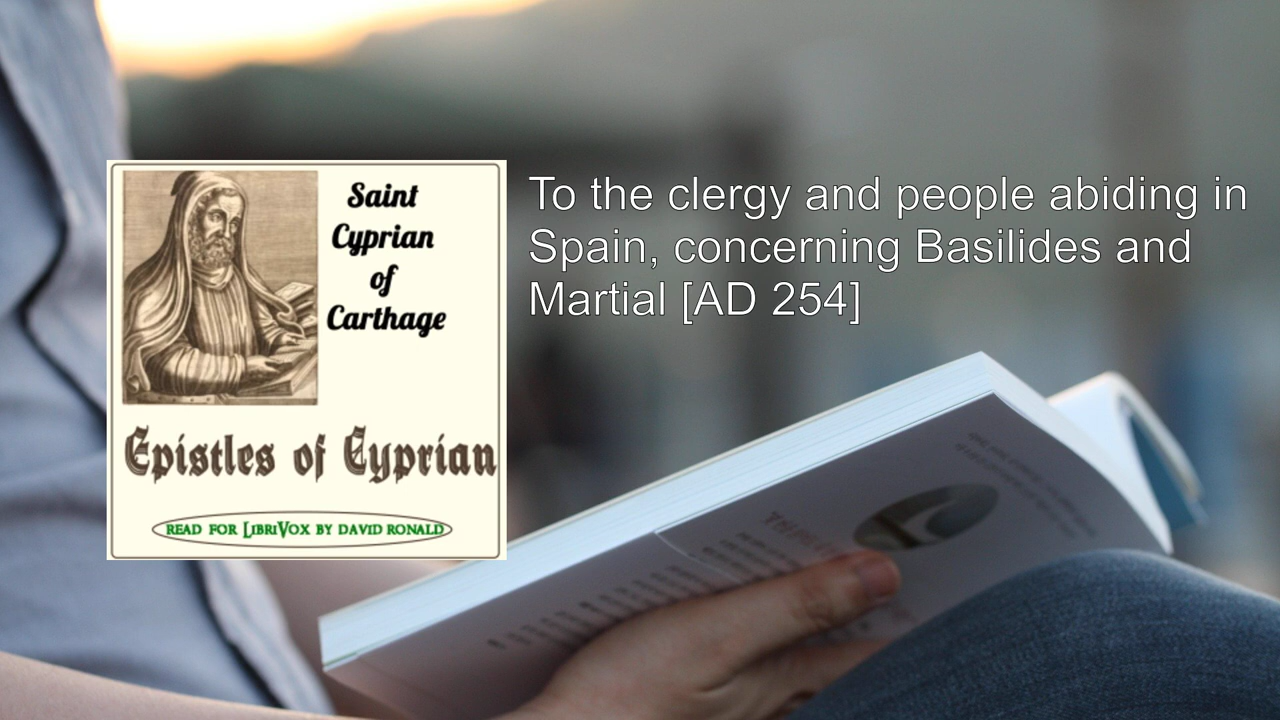 Saint
Cyprian
of
Carthage
Epistles of Cyprian
READ FOR LIBRIVOX BY DAVID RONALD
To the clergy and people abiding in
Spain, concerning Basilides and
Martial [AD 254]